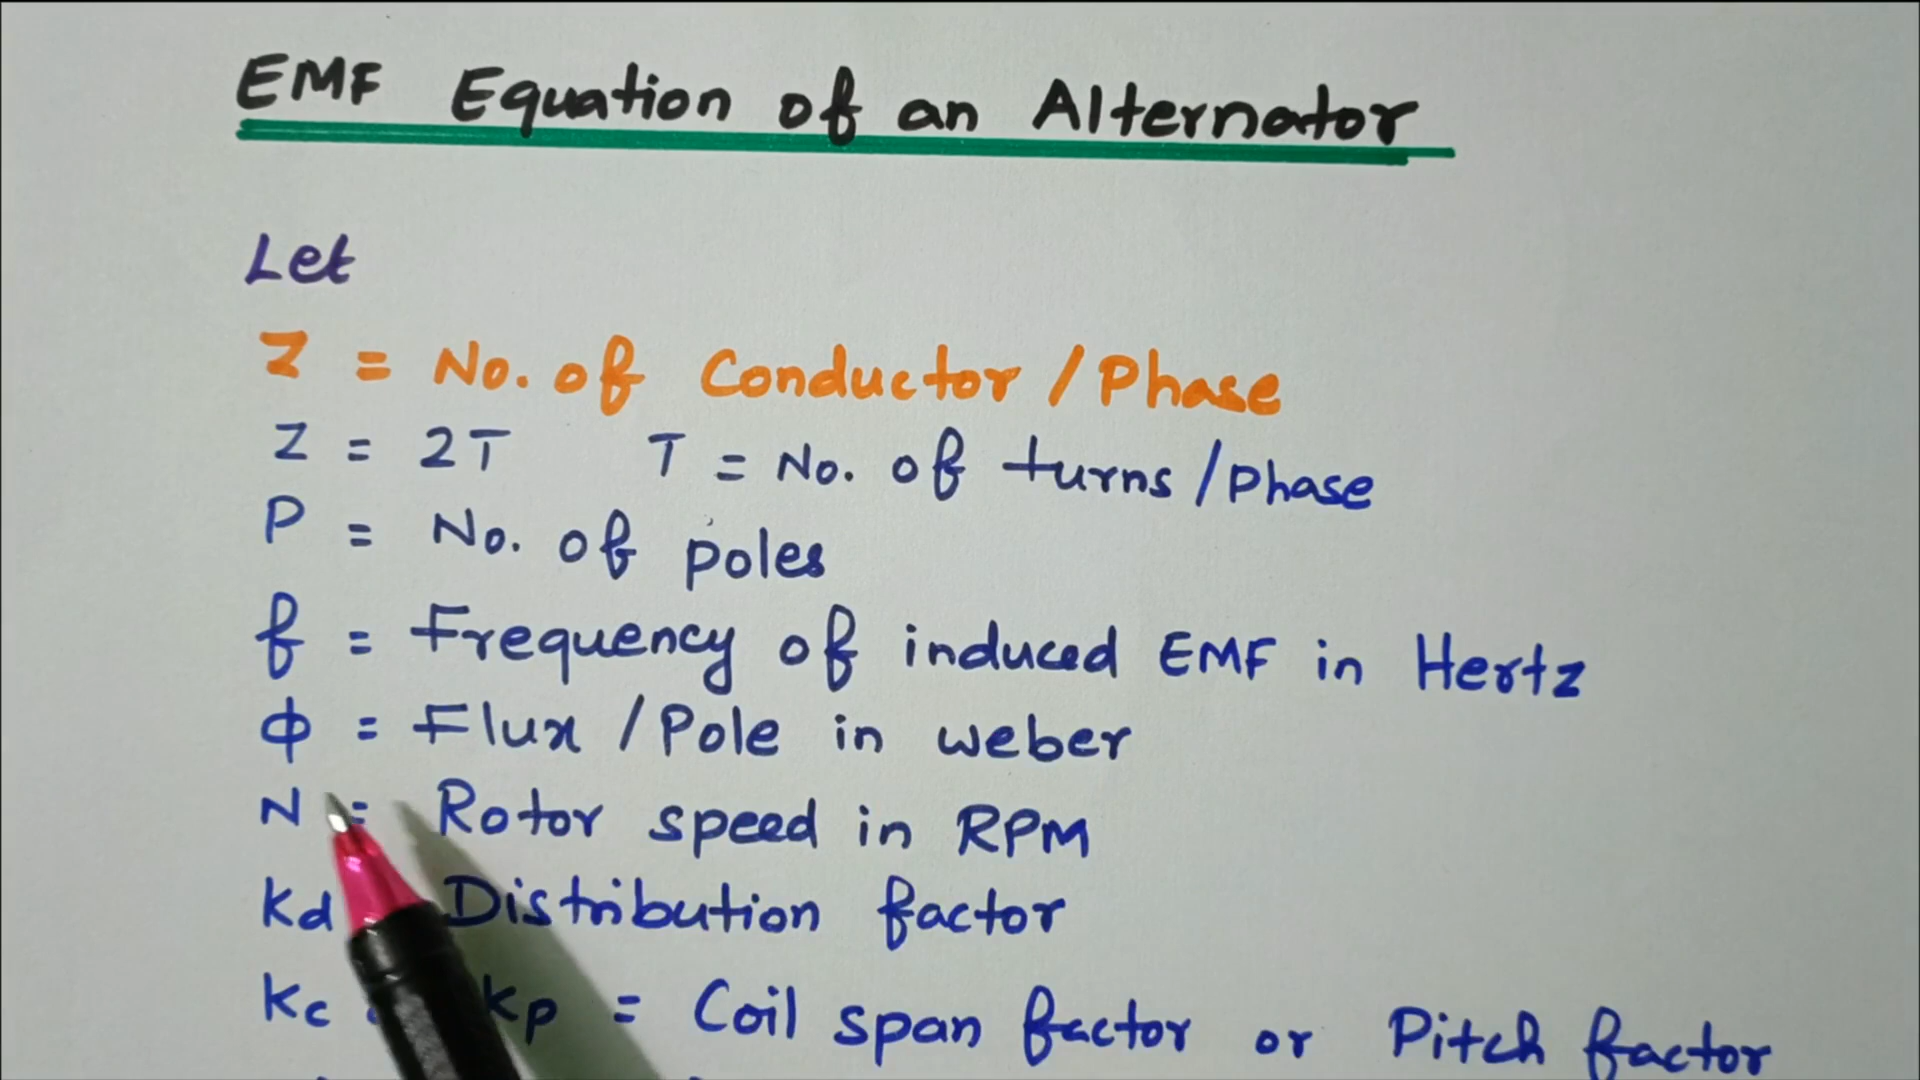 EMF Equation of an Alternator
Let
Z = No. of Conductor / Phase
Z = 2T T = No. of turns / Phase
P = No. of poles
f = Frequency of induced EMF in Hertz
Φ = Flux / Pole in weber
N = Rotor speed in RPM
Kd Distribution factor
Kc Kp = Coil span factor or Pitch factor